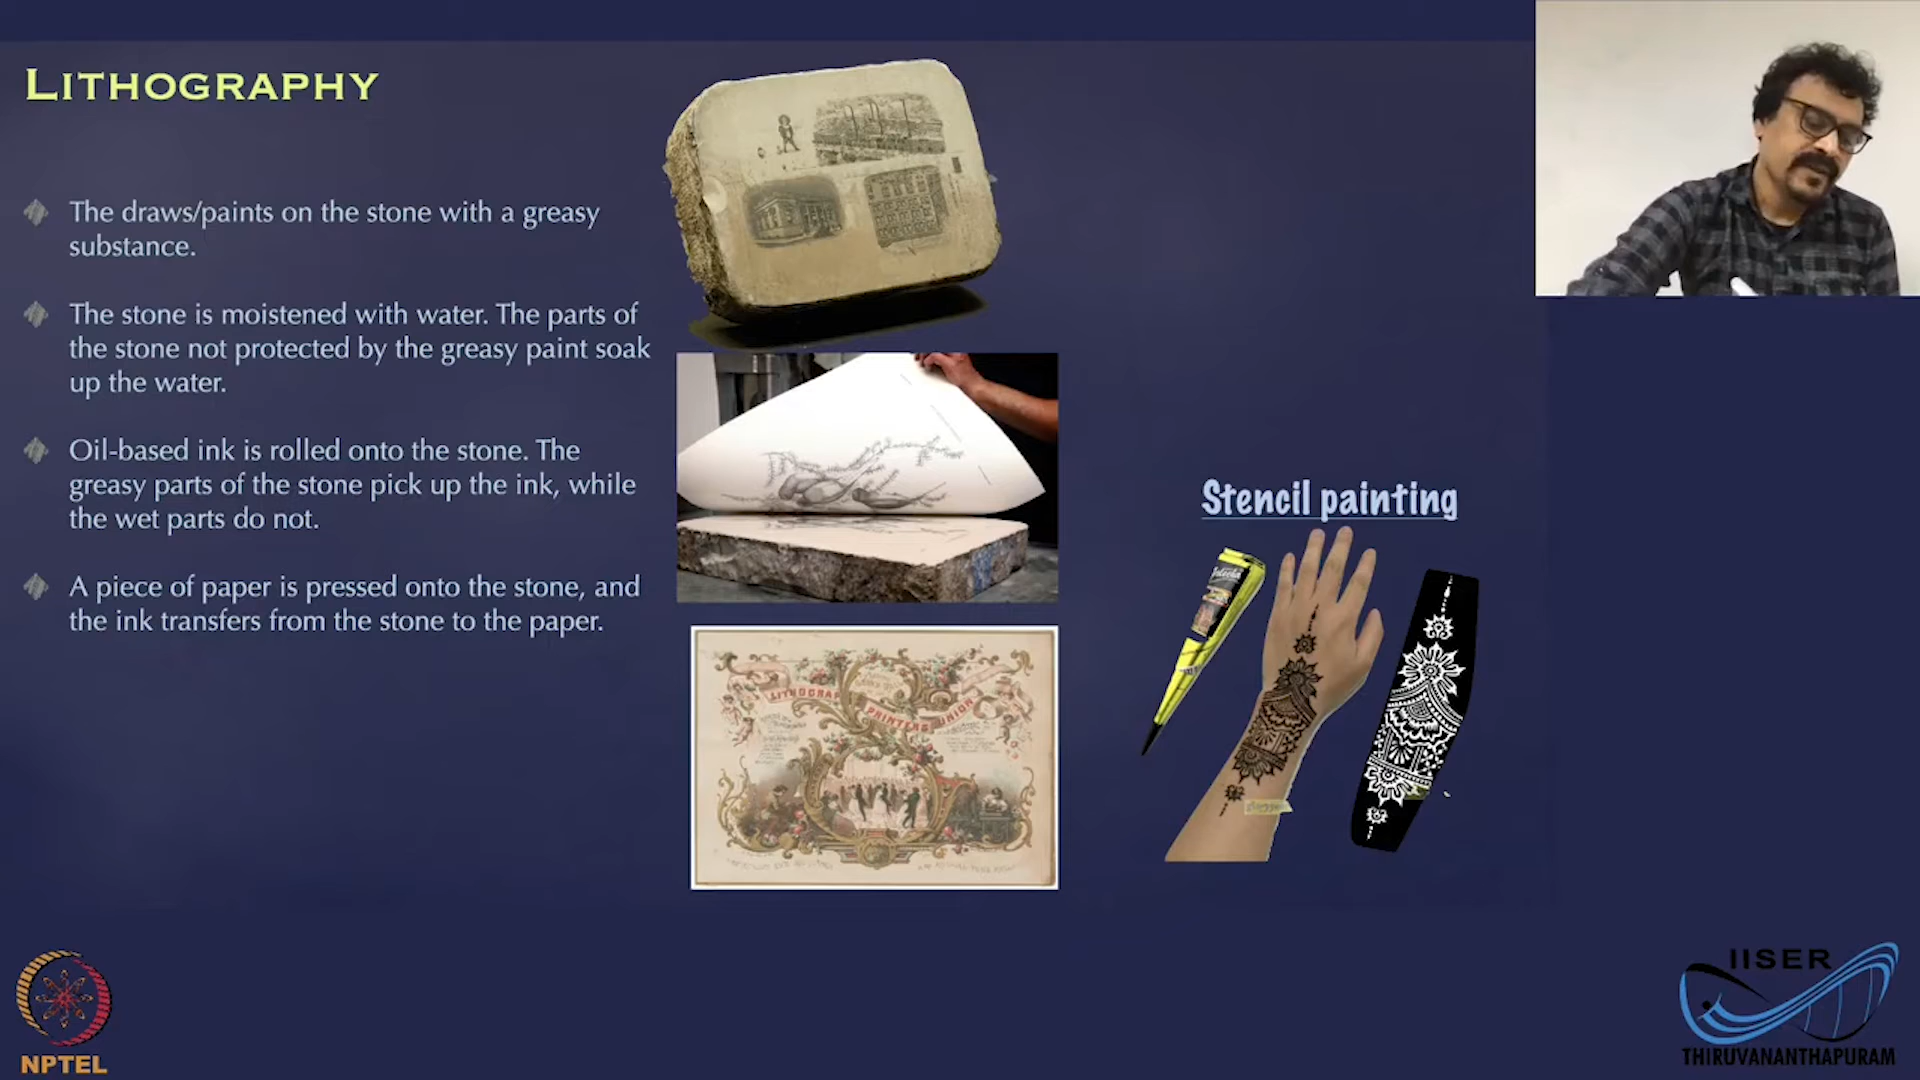 LITHOGRAPHY
The draws/paints on the stone with a greasy
substance.
The stone is moistened with water. The parts of
the stone not protected by the greasy paint soak
up the water.
Oil-based ink is rolled onto the stone. The
greasy parts of the stone pick up the ink, while
the wet parts do not.
A piece of paper is pressed onto the stone, and
the ink transfers from the stone to the paper.
PRINTERS UNION
Stencil painting
NPTEL
IISER
THIRUVANANTHAPURAM